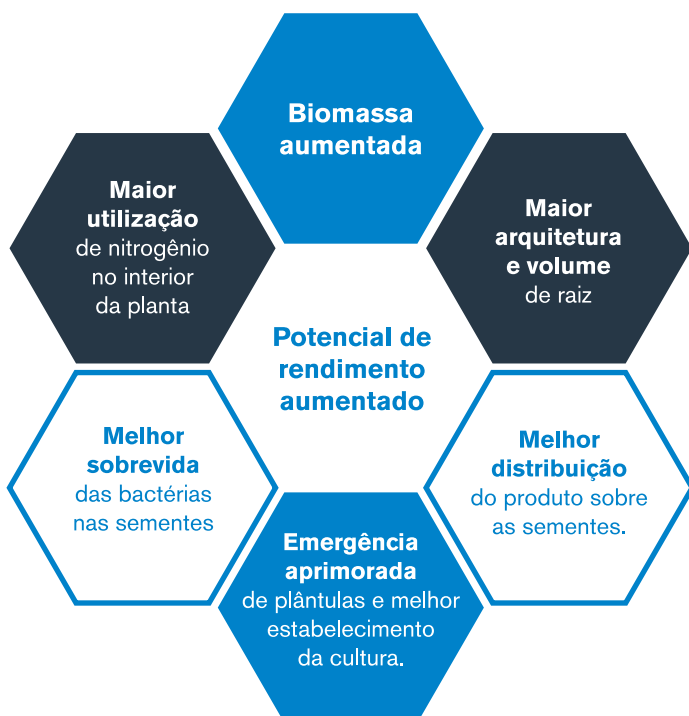 Biomassa
aumentada
Maior
utilização
de nitrogênio
no interior
da planta
Maior
arquitetura
e volume
de raiz
Potencial de
rendimento
aumentado
Melhor
sobrevida
das bactérias
nas sementes
Melhor
distribuição
do produto sobre
as sementes.
Emergência
aprimorada
de plântulas e melhor
estabelecimento
da cultura.